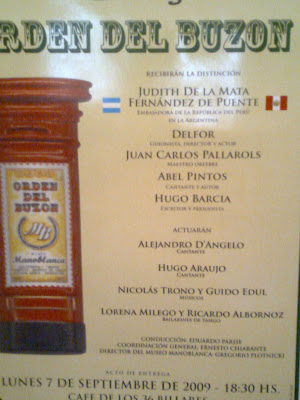 ORDEN DEL BUZON
RECIBIRÁN LA DISTINCIÓN
JUDITH DE LA MATA
FERNÁNDEZ DE PUENTE
EMBAJADORA DE LA REPÚBLICA DEL PERÚ
EN LA ARGENTINA
DELFOR
GUIONISTA, DIRECTOR Y ACTOR
JUAN CARLOS PALLAROLS
MAESTRO ORFEBRE
ABEL PINTOS
CANTANTE Y AUTOR
HUGO BARCIA
ESCRITOR Y PERIODISTA
ACTUARÁN
ALEJANDRO D'ANGELO
CANTANTE
HUGO ARAUJO
CANTANTE
NICOLÁS TRONO Y GUIDO EDUL
MÚSICOS
LORENA MILEGO Y RICARDO ALBORNOZ
BAILARINES DE TANGO
CONDUCCIÓN: EDUARDO PARISE
COORDINACIÓN GENERAL: ERNESTO CHIARANTE
DIRECTOR DEL MUSEO MANOBLANCA: GREGORIO PLOTNICKI
ACTO DE ENTREGA
LUNES 7 DE SEPTIEMBRE DE 2009 - 18:30 HS.
CAFE DE LOS 36 BILLARES
ORDEN
DEL
BUZON
Manoblanca